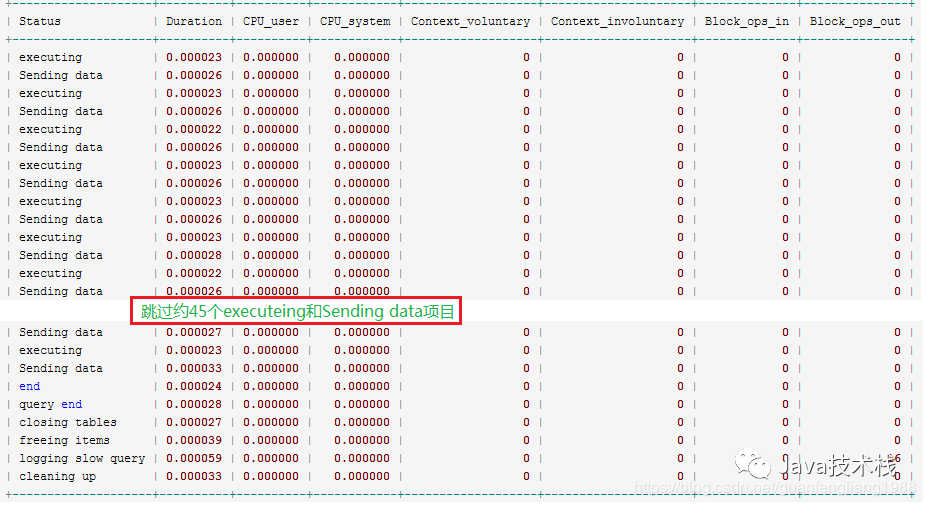 | Status | Duration | CPU_user | CPU_system | Context_voluntary | Context_involuntary | Block_ops_in | Block_ops_out |
| executing | 0.000023 | 0.000000 | 0.000000 | 0 | 0 | 0 | 0 |
| Sending data | 0.000026 | 0.000000 | 0.000000 | 0 | 0 | 0 | 0 |
| executing | 0.000023 | 0.000000 | 0.000000 | 0 | 0 | 0 | 0 |
| Sending data | 0.000026 | 0.000000 | 0.000000 | 0 | 0 | 0 | 0 |
| executing | 0.000022 | 0.000000 | 0.000000 | 0 | 0 | 0 | 0 |
| Sending data | 0.000026 | 0.000000 | 0.000000 | 0 | 0 | 0 | 0 |
| executing | 0.000023 | 0.000000 | 0.000000 | 0 | 0 | 0 | 0 |
| Sending data | 0.000026 | 0.000000 | 0.000000 | 0 | 0 | 0 | 0 |
| executing | 0.000023 | 0.000000 | 0.000000 | 0 | 0 | 0 | 0 |
| Sending data | 0.000026 | 0.000000 | 0.000000 | 0 | 0 | 0 | 0 |
| executing | 0.000023 | 0.000000 | 0.000000 | 0 | 0 | 0 | 0 |
| Sending data | 0.000028 | 0.000000 | 0.000000 | 0 | 0 | 0 | 0 |
| executing | 0.000022 | 0.000000 | 0.000000 | 0 | 0 | 0 | 0 |
| Sending data | 0.000026 | 0.000000 | 0.000000 | 0 | 0 | 0 | 0 |
跳过约45个executeing和Sending data项目
| Sending data | 0.000027 | 0.000000 | 0.000000 | 0 | 0 | 0 | 0 |
| executing | 0.000023 | 0.000000 | 0.000000 | 0 | 0 | 0 | 0 |
| Sending data | 0.000033 | 0.000000 | 0.000000 | 0 | 0 | 0 | 0 |
| end | 0.000024 | 0.000000 | 0.000000 | 0 | 0 | 0 | 0 |
| query end | 0.000028 | 0.000000 | 0.000000 | 0 | 0 | 0 | 0 |
| closing tables | 0.000027 | 0.000000 | 0.000000 | 0 | 0 | 0 | 0 |
| freeing items | 0.000039 | 0.000000 | 0.000000 | 0 | 0 | 0 | 0 |
| logging slow query | 0.000059 | 0.000000 | 0.000000 | 0 | 0 | 0 |
| cleaning up | 0.000033 | 0.000000 | 0.000000 | 0 | 0 | 0 | 0 |
Java技术栈
https://blog.csdn.net/guanfengliang1988